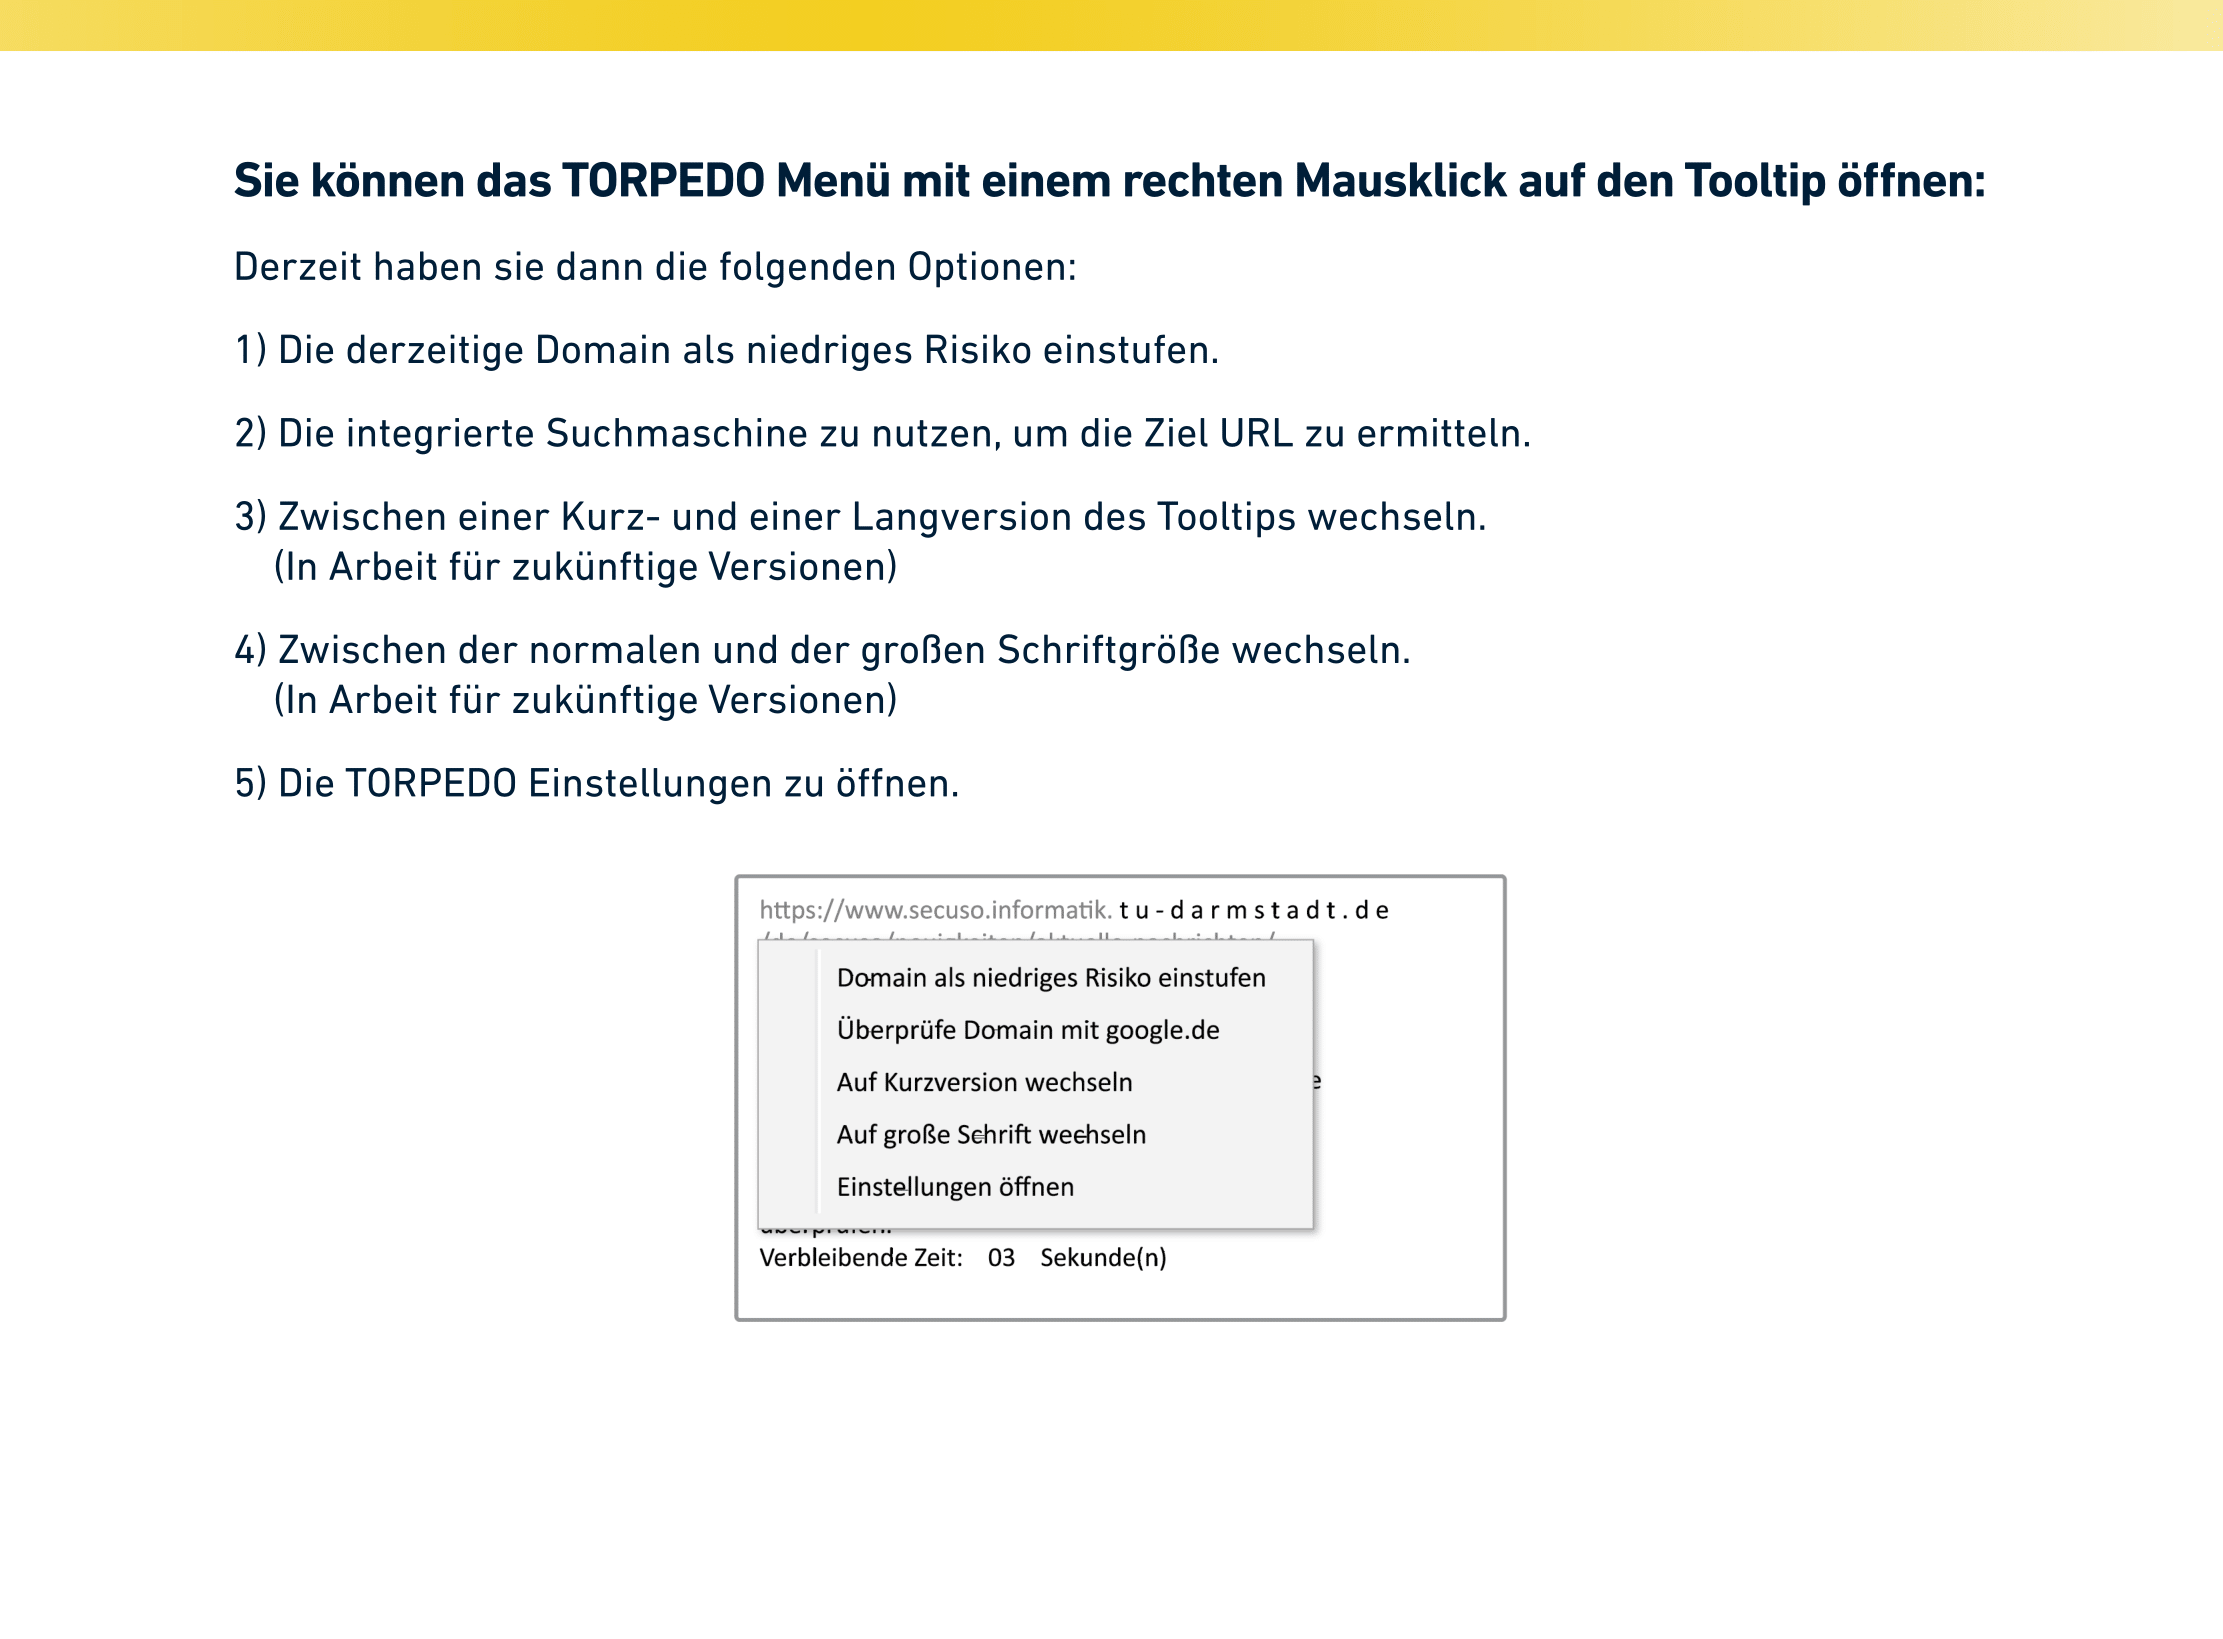 Sie können das TORPEDO Menü mit einem rechten Mausklick auf den Tooltip öffnen:
Derzeit haben sie dann die folgenden Optionen:
1) Die derzeitige Domain als niedriges Risiko einstufen.
2) Die integrierte Suchmaschine zu nutzen, um die Ziel URL zu ermitteln.
3) Zwischen einer Kurz- und einer Langversion des Tooltips wechseln.
(In Arbeit für zukünftige Versionen)
4) Zwischen der normalen und der großen Schriftgröße wechseln.
(In Arbeit für zukünftige Versionen)
5) Die TORPEDO Einstellungen zu öffnen.
https://www.secuso.informatik. tu-darmstadt.de
Domain als niedriges Risiko einstufen
Überprüfe Domain mit google.de
Auf Kurzversion wechseln
Auf große Schrift wechseln
Einstellungen öffnen
Verbleibende Zeit: 03 Sekunde(n)